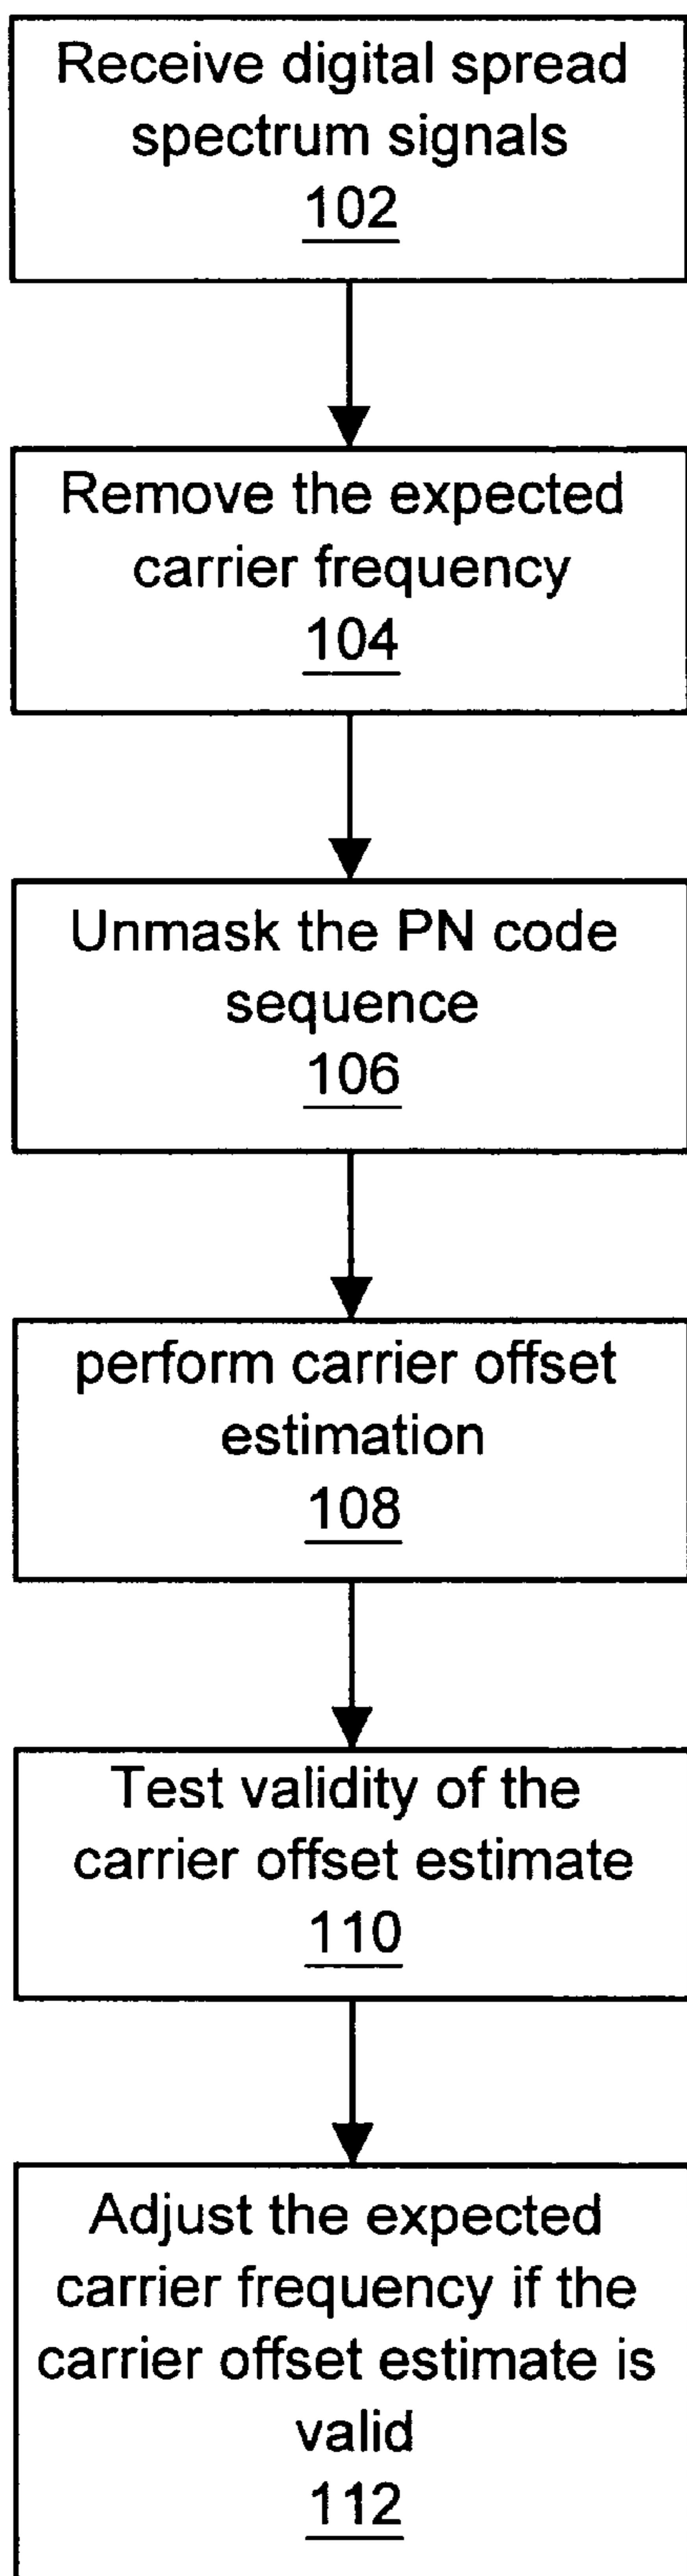 Receive digital spread
spectrum signals
102
Remove the expected
carrier frequency
104
Unmask the PN code
sequence
106
perform carrier offset
estimation
108
Test validity of the
carrier offset estimate
110
Adjust the expected
carrier frequency if the
carrier offset estimate is
valid
112